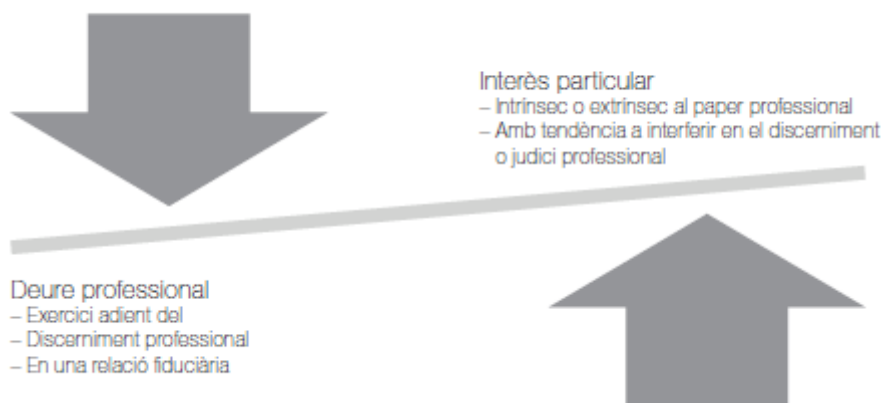 Interès particular
– Intrínsec o extrínsec al paper professional
– Amb tendència a interferir en el discerniment
o judici professional
Deure professional
– Exercici adient del
– Discerniment professional
– En una relació fiduciària